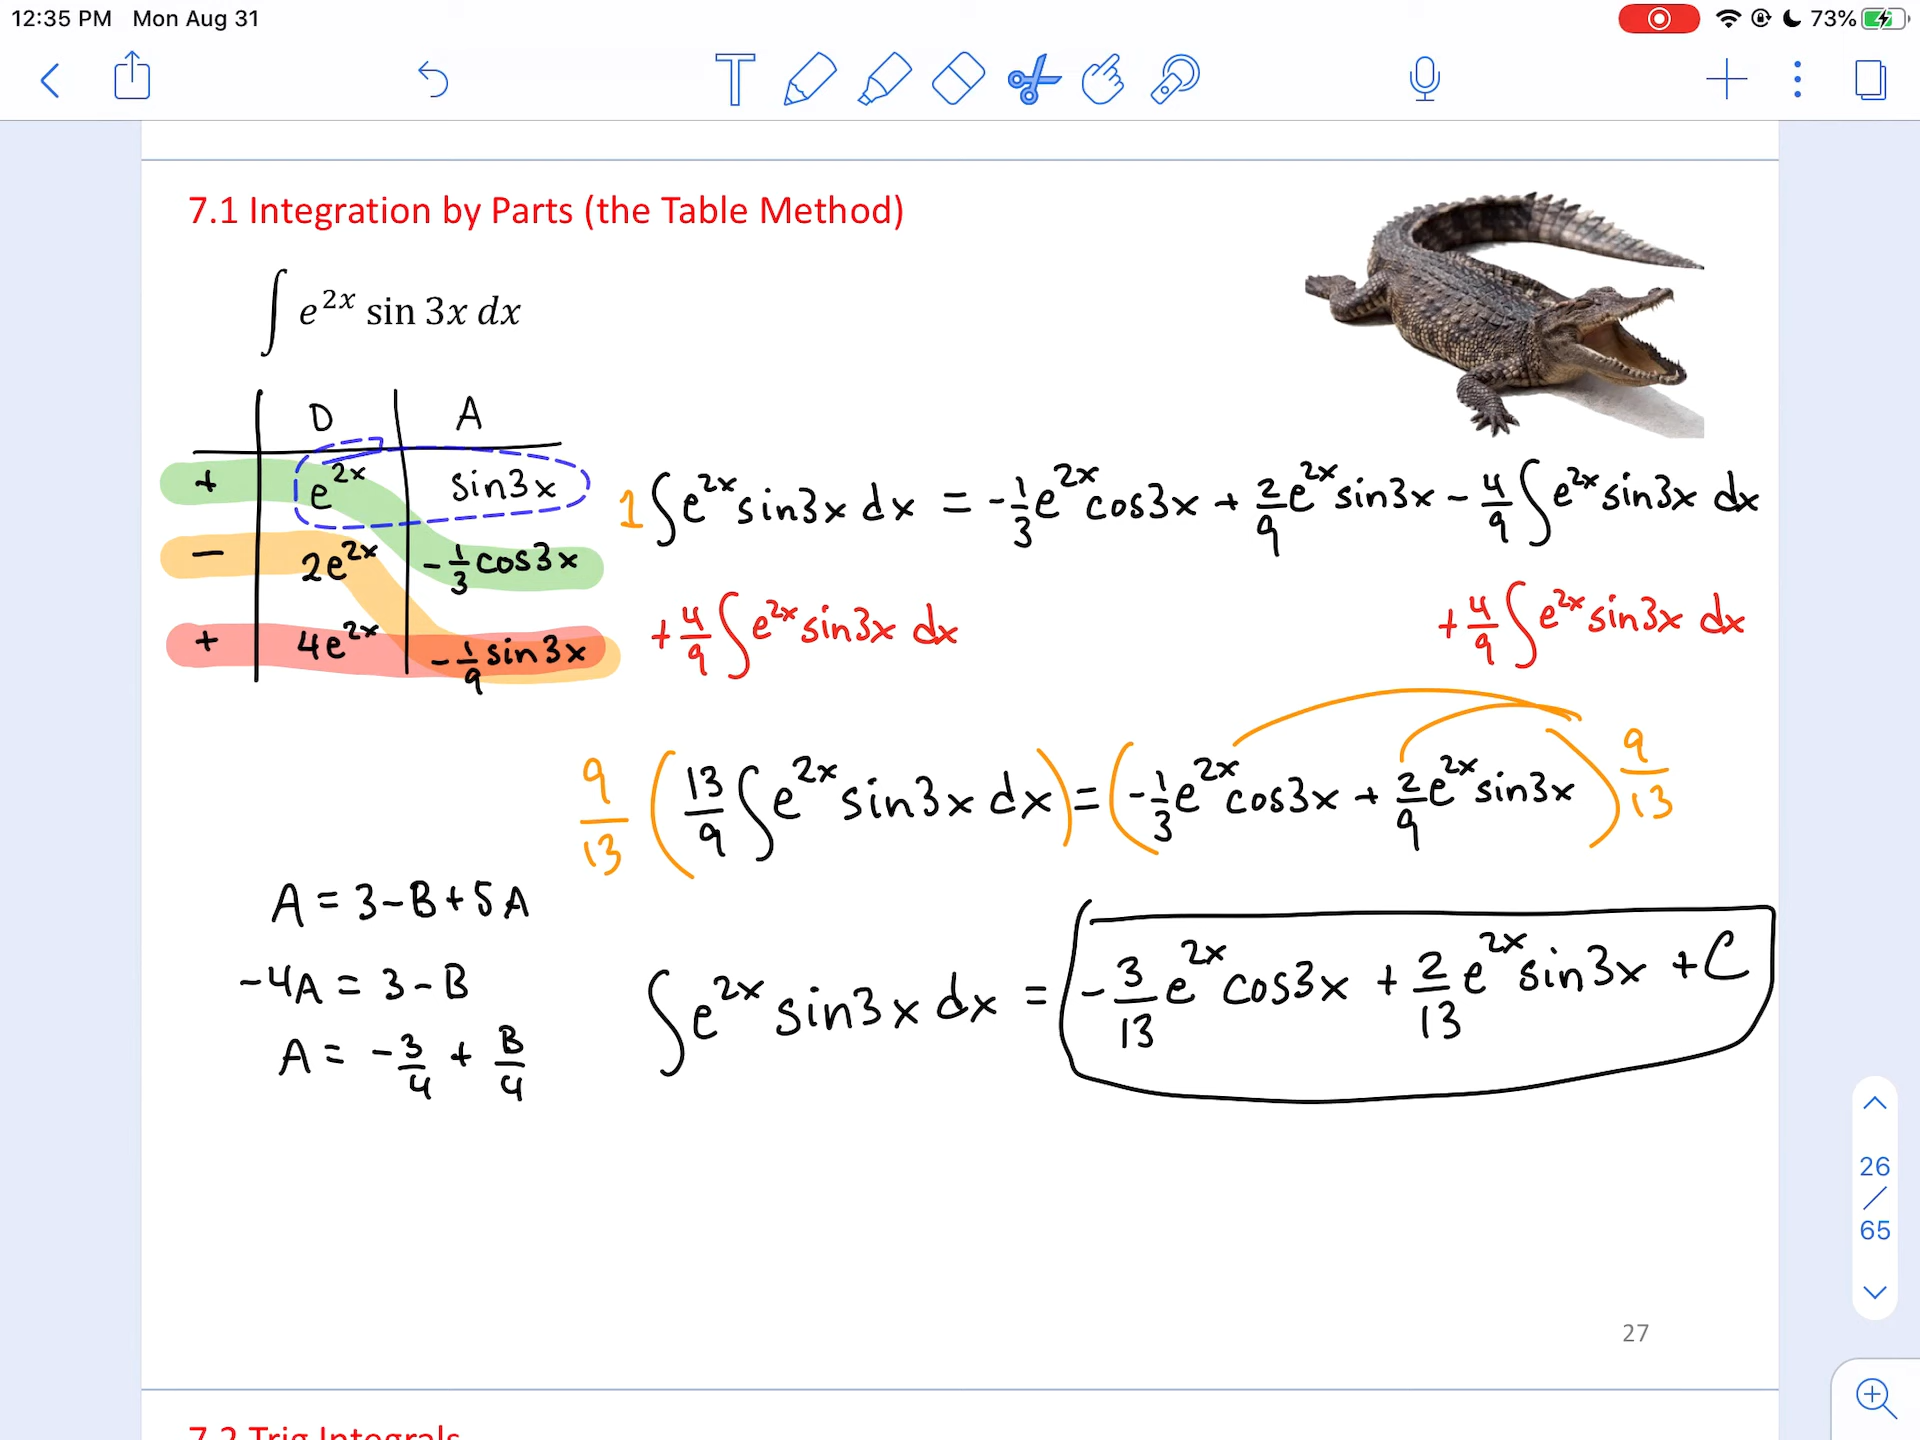 12:35 PM Mon Aug 31 73%
7.1 Integration by Parts (the Table Method)
∫ e^{2x} sin 3x dx
D A
+ e^{2x} sin3x
− 2e^{2x} -1/3 cos3x
+ 4e^{2x} -1/9 sin3x
1 ∫e^{2x} sin3x dx = -1/3 e^{2x} cos3x + 2/9 e^{2x} sin3x - 4/9 ∫e^{2x} sin3x dx
+4/9 ∫e^{2x} sin3x dx +4/9 ∫e^{2x} sin3x dx
9/13 (13/9 ∫e^{2x} sin3x dx) = (-1/3 e^{2x} cos3x + 2/9 e^{2x} sin3x) 9/13
A = 3-B+5A
-4A = 3-B
A = -3/4 + B/4
∫e^{2x} sin3x dx = -3/13 e^{2x} cos3x + 2/13 e^{2x} sin3x + C
26
/
65
27
7.2 Trig Integrals